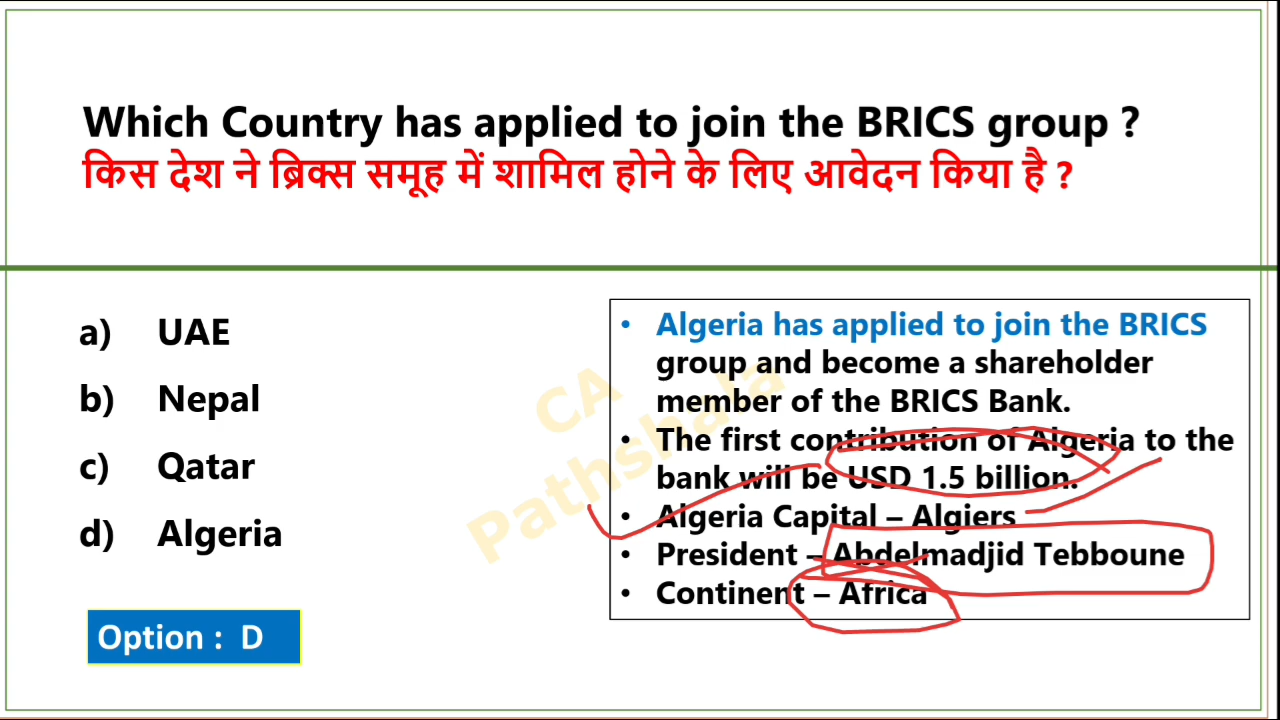 Which Country has applied to join the BRICS group ?
किस देश ने ब्रिक्स समूह में शामिल होने के लिए आवेदन किया है ?
a) UAE
b) Nepal
c) Qatar
d) Algeria
Option : D
• Algeria has applied to join the BRICS
group and become a shareholder
member of the BRICS Bank.
• The first contribution of Algeria to the
bank will be USD 1.5 billion.
• Algeria Capital – Algiers
• President – Abdelmadjid Tebboune
• Continent – Africa
CA
Pathshala